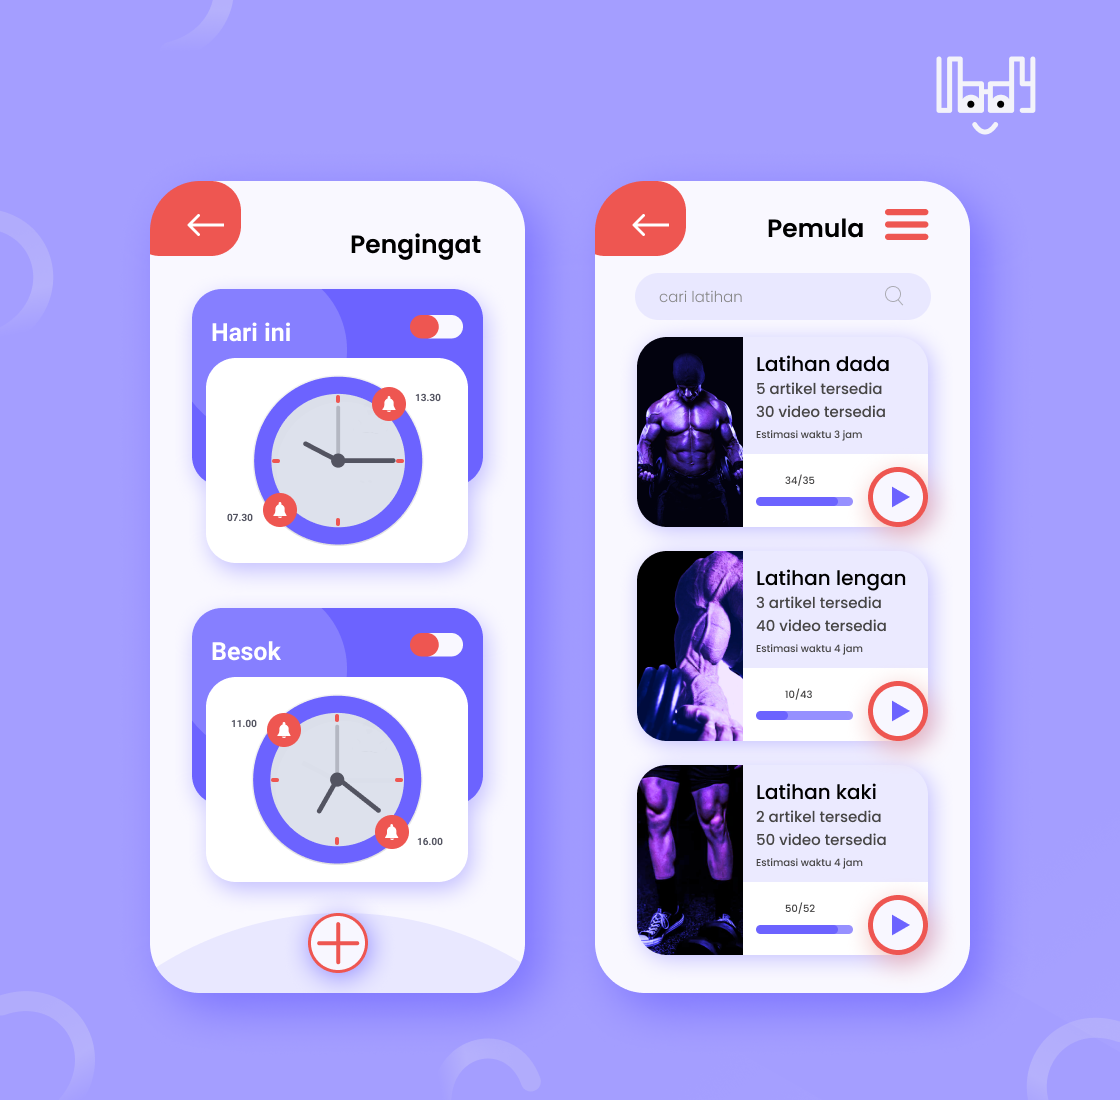 Pengingat
Hari ini
13.30
07.30
Besok
11.00
16.00
Pemula
cari latihan
Latihan dada
5 artikel tersedia
30 video tersedia
Estimasi waktu 3 jam
34/35
Latihan lengan
3 artikel tersedia
40 video tersedia
Estimasi waktu 4 jam
10/43
Latihan kaki
2 artikel tersedia
50 video tersedia
Estimasi waktu 4 jam
50/52